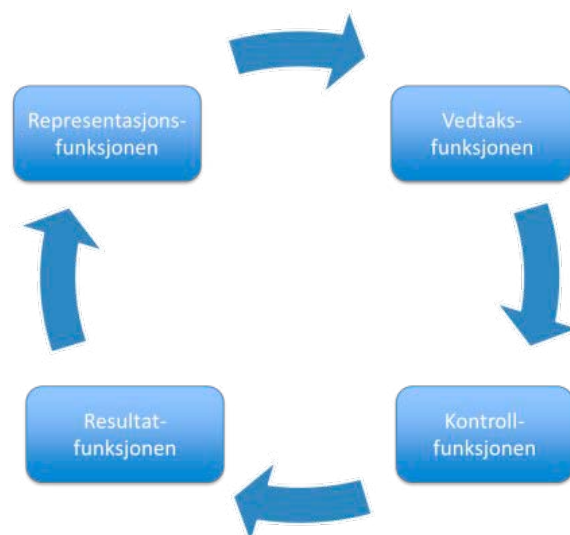 Representasjons-
funksjonen
Vedtaks-
funksjonen
Resultat-
funksjonen
Kontroll-
funksjonen